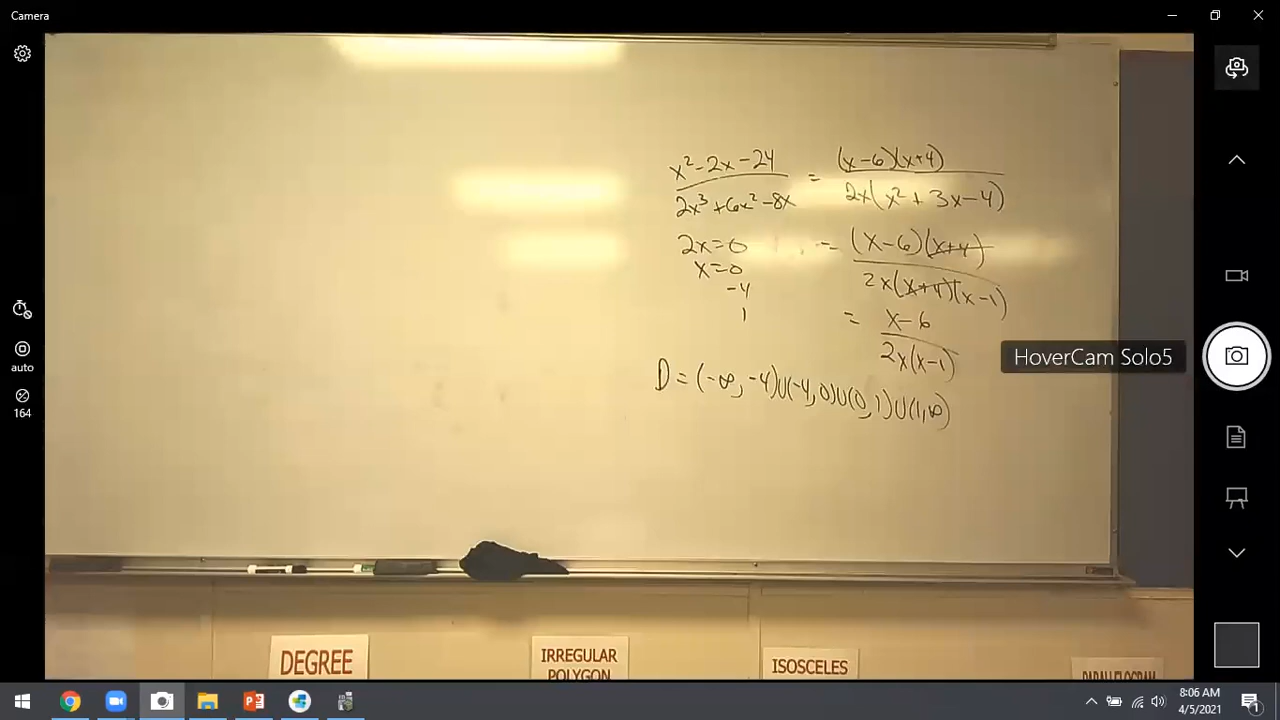 Camera
x²-2x-24 / 2x³+6x²-8x = (x-6)(x+4) / 2x(x²+3x-4)
2x=0
x=0
-4
1
= (x-6)(x+4) / 2x(x+4)(x-1)
= x-6 / 2x(x-1)
D = (-∞, -4)∪(-4, 0)∪(0, 1)∪(1, ∞)
HoverCam Solo5
auto
164
DEGREE
IRREGULAR
POLYGON
ISOSCELES
PARALLELOGRAM
8:06 AM
4/5/2021
1